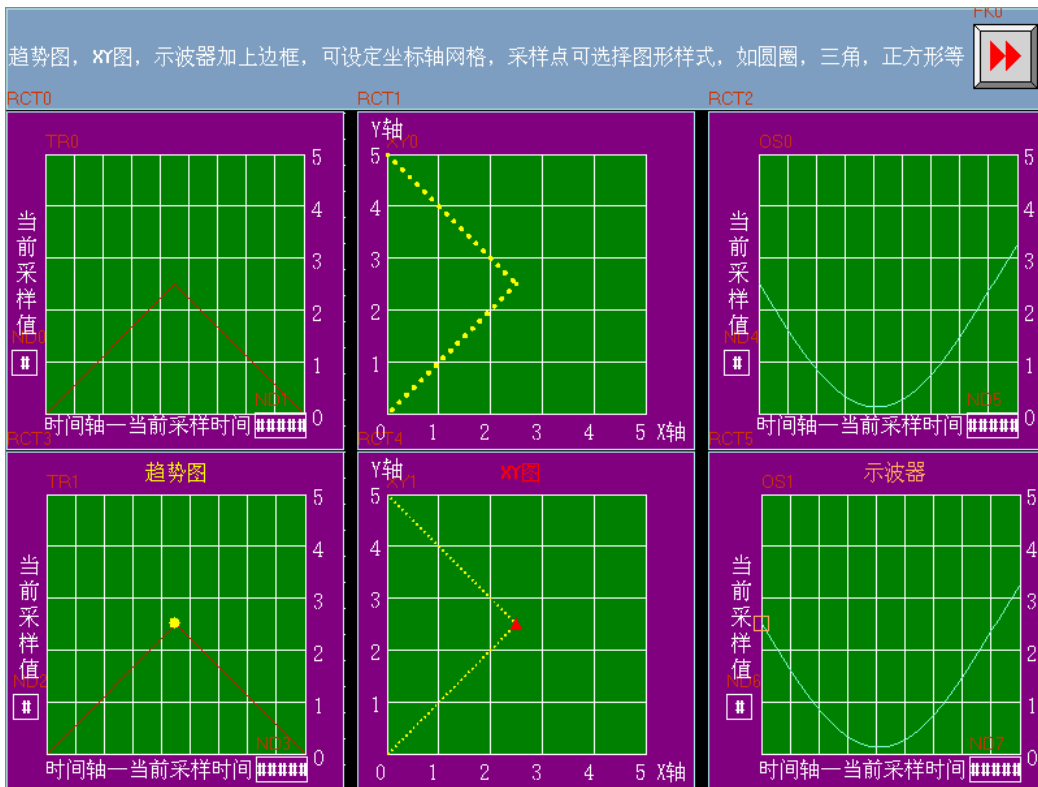 FK0
趋势图，XY图，示波器加上边框，可设定坐标轴网格，采样点可选择图形样式，如圆圈，三角，正方形等
RCT0
RCT1
RCT2
TR0
5
4
3
2
1
0
当前采样值
ND0
#
ND1
时间轴—当前采样时间 #####
Y轴
XY0
5
4
3
2
1
0 1 2 3 4 5 X轴
OS0
5
4
3
2
1
0
当前采样值
ND4
#
ND5
时间轴—当前采样时间 #####
RCT3
RCT4
RCT5
趋势图
TR1
5
4
3
2
1
0
当前采样值
ND2
#
ND3
时间轴—当前采样时间 #####
Y轴
XY图
XY1
5
4
3
2
1
0 1 2 3 4 5 X轴
示波器
OS1
5
4
3
2
1
0
当前采样值
ND6
#
ND7
时间轴—当前采样时间 #####